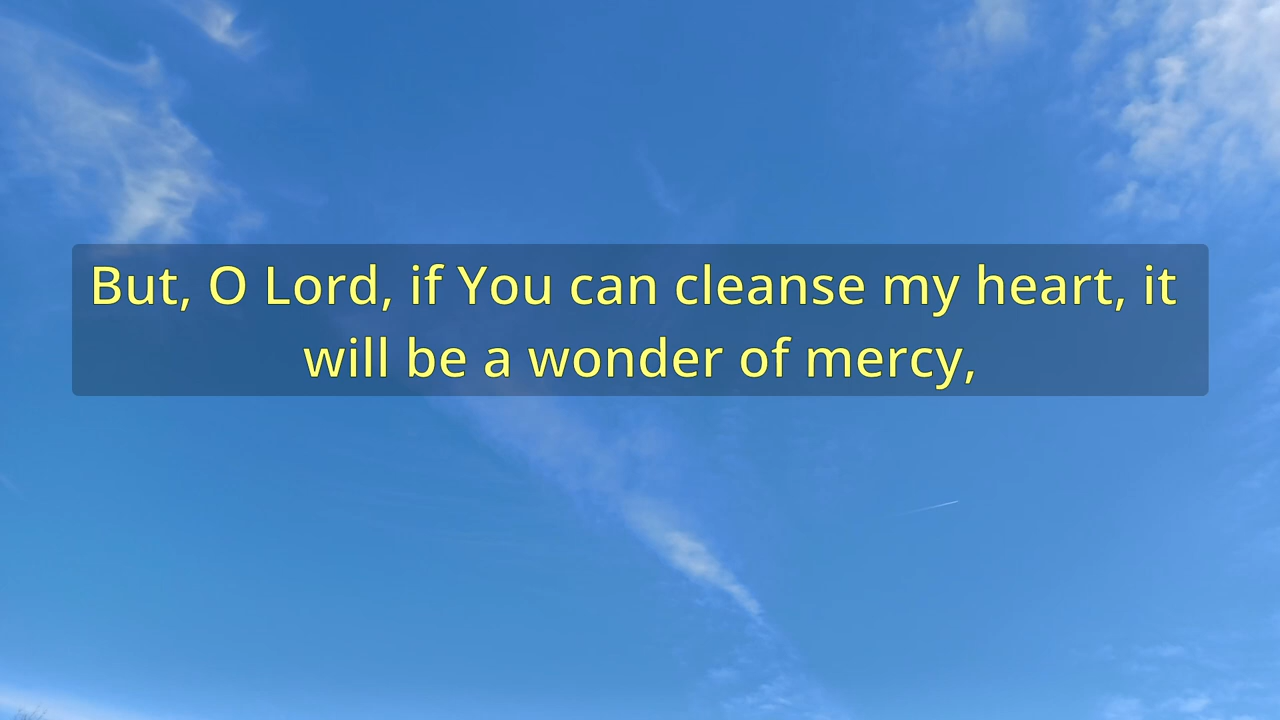 But, O Lord, if You can cleanse my heart, it
will be a wonder of mercy,